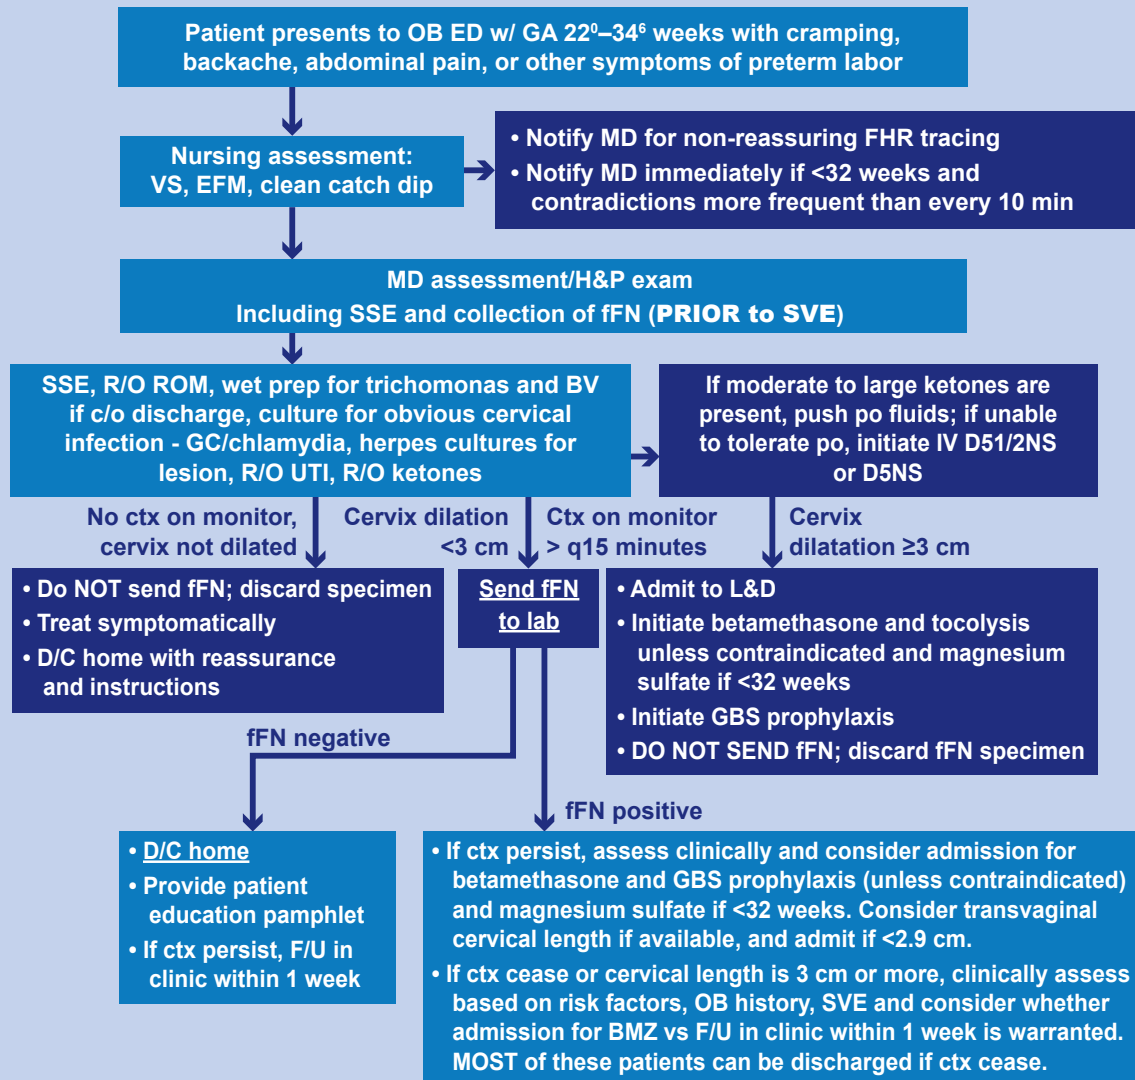 Patient presents to OB ED w/ GA 22⁰–34⁶ weeks with cramping,
backache, abdominal pain, or other symptoms of preterm labor
Nursing assessment:
VS, EFM, clean catch dip
• Notify MD for non-reassuring FHR tracing
• Notify MD immediately if <32 weeks and
contradictions more frequent than every 10 min
MD assessment/H&P exam
Including SSE and collection of fFN (PRIOR to SVE)
SSE, R/O ROM, wet prep for trichomonas and BV
if c/o discharge, culture for obvious cervical
infection - GC/chlamydia, herpes cultures for
lesion, R/O UTI, R/O ketones
If moderate to large ketones are
present, push po fluids; if unable
to tolerate po, initiate IV D51/2NS
or D5NS
No ctx on monitor,
cervix not dilated
Cervix dilation
<3 cm
Ctx on monitor
> q15 minutes
Cervix
dilatation ≥3 cm
• Do NOT send fFN; discard specimen
• Treat symptomatically
• D/C home with reassurance
and instructions
Send fFN
to lab
• Admit to L&D
• Initiate betamethasone and tocolysis
unless contraindicated and magnesium
sulfate if <32 weeks
• Initiate GBS prophylaxis
• DO NOT SEND fFN; discard fFN specimen
fFN negative
fFN positive
• D/C home
• Provide patient
education pamphlet
• If ctx persist, F/U in
clinic within 1 week
• If ctx persist, assess clinically and consider admission for
betamethasone and GBS prophylaxis (unless contraindicated)
and magnesium sulfate if <32 weeks. Consider transvaginal
cervical length if available, and admit if <2.9 cm.
• If ctx cease or cervical length is 3 cm or more, clinically assess
based on risk factors, OB history, SVE and consider whether
admission for BMZ vs F/U in clinic within 1 week is warranted.
MOST of these patients can be discharged if ctx cease.